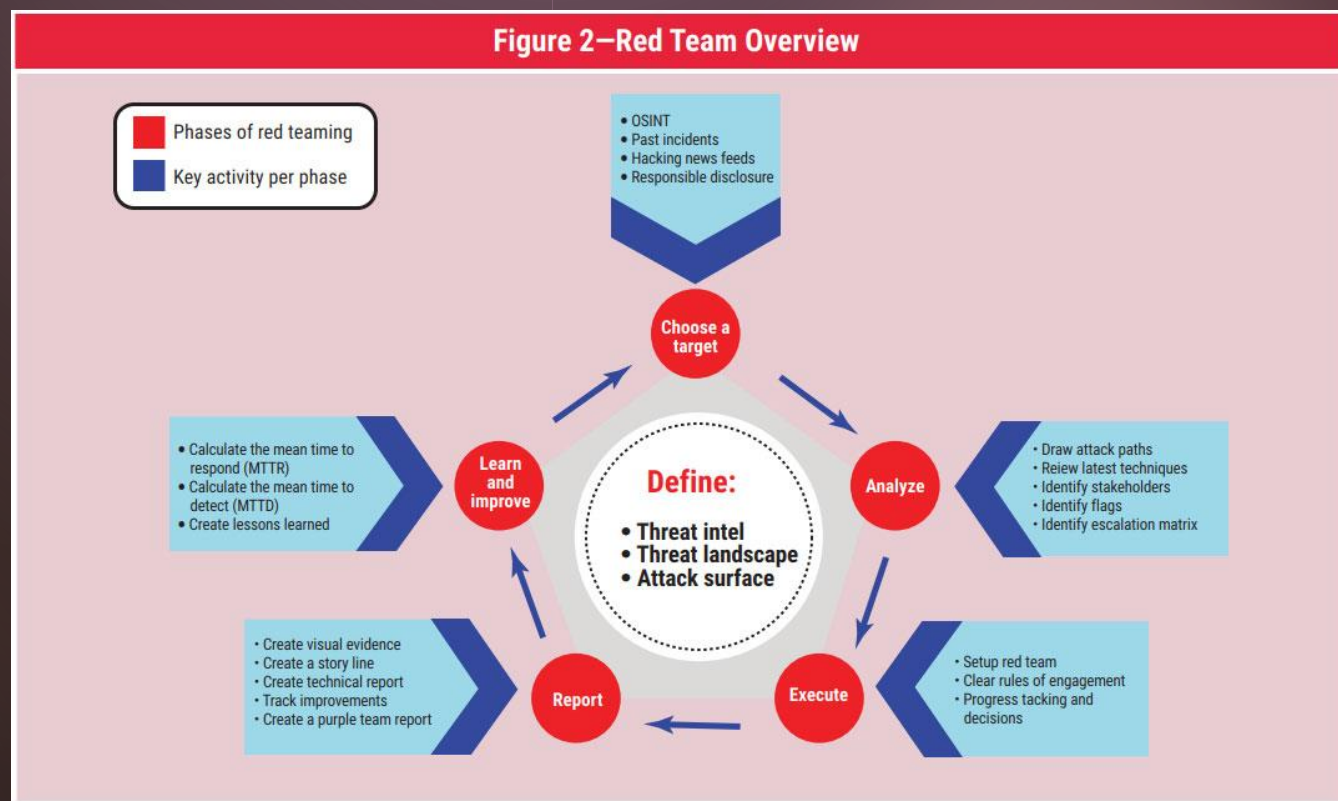 Figure 2—Red Team Overview
Phases of red teaming
Key activity per phase
• OSINT
• Past incidents
• Hacking news feeds
• Responsible disclosure
Choose a
target
• Calculate the mean time to
respond (MTTR)
• Calculate the mean time to
detect (MTTD)
• Create lessons learned
Learn
and
improve
Define:
• Threat intel
• Threat landscape
• Attack surface
Analyze
• Draw attack paths
• Reiew latest techniques
• Identify stakeholders
• Identify flags
• Identify escalation matrix
• Create visual evidence
• Create a story line
• Create technical report
• Track improvements
• Create a purple team report
Report
Execute
• Setup red team
• Clear rules of engagement
• Progress tacking and
decisions